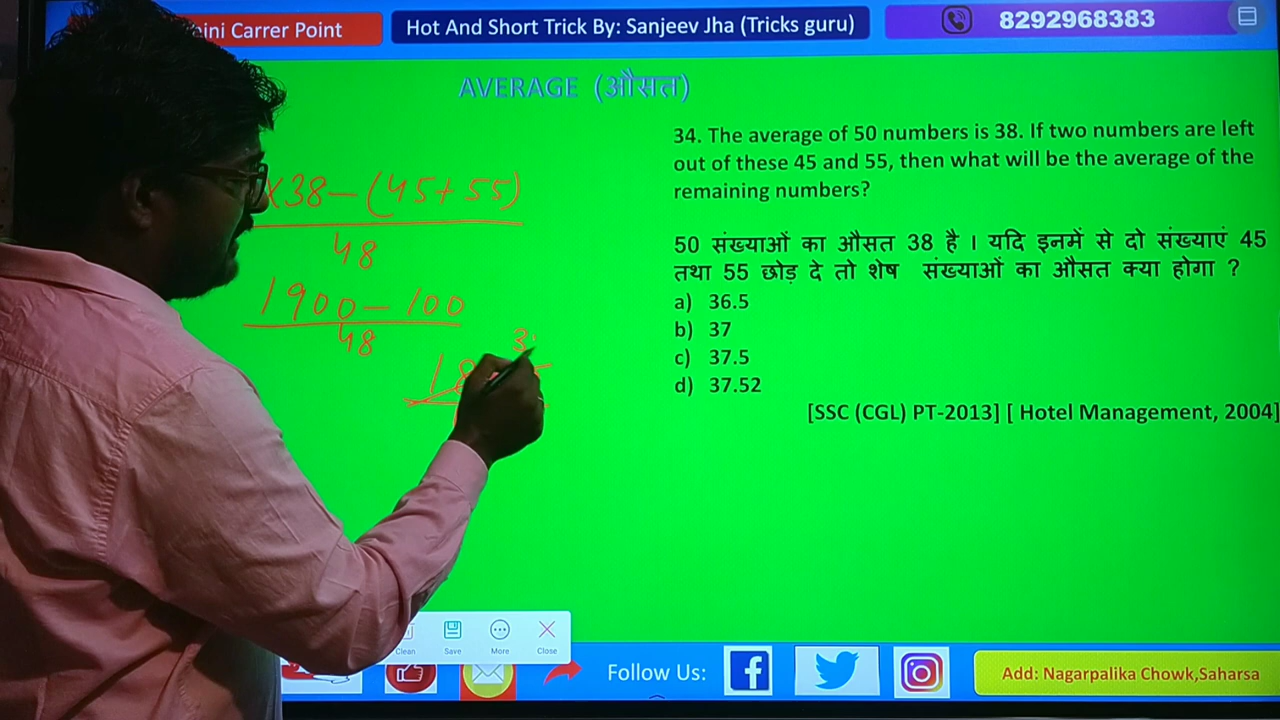 ini Carrer Point
Hot And Short Trick By: Sanjeev Jha (Tricks guru)
8292968383
AVERAGE (औसत)
34. The average of 50 numbers is 38. If two numbers are left
out of these 45 and 55, then what will be the average of the
remaining numbers?
50 संख्याओं का औसत 38 है । यदि इनमें से दो संख्याएं 45
तथा 55 छोड़ दे तो शेष संख्याओं का औसत क्या होगा ?
a) 36.5
b) 37
c) 37.5
d) 37.52
[SSC (CGL) PT-2013] [ Hotel Management, 2004]
x38-(45+55)
48
1900-100
48
3
18
Clean
Save
More
Close
Follow Us:
Add: Nagarpalika Chowk,Saharsa